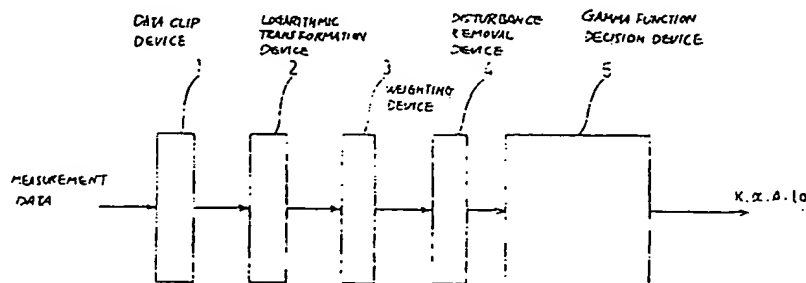 DATA CLIP
DEVICE
1
LOGARITHMIC
TRANSFORMATION
DEVICE
2
3
WEIGHTING
DEVICE
DISTURBANCE
REMOVAL
DEVICE
4
GAMMA FUNCTION
DECISION DEVICE
5
MEASUREMENT
DATA